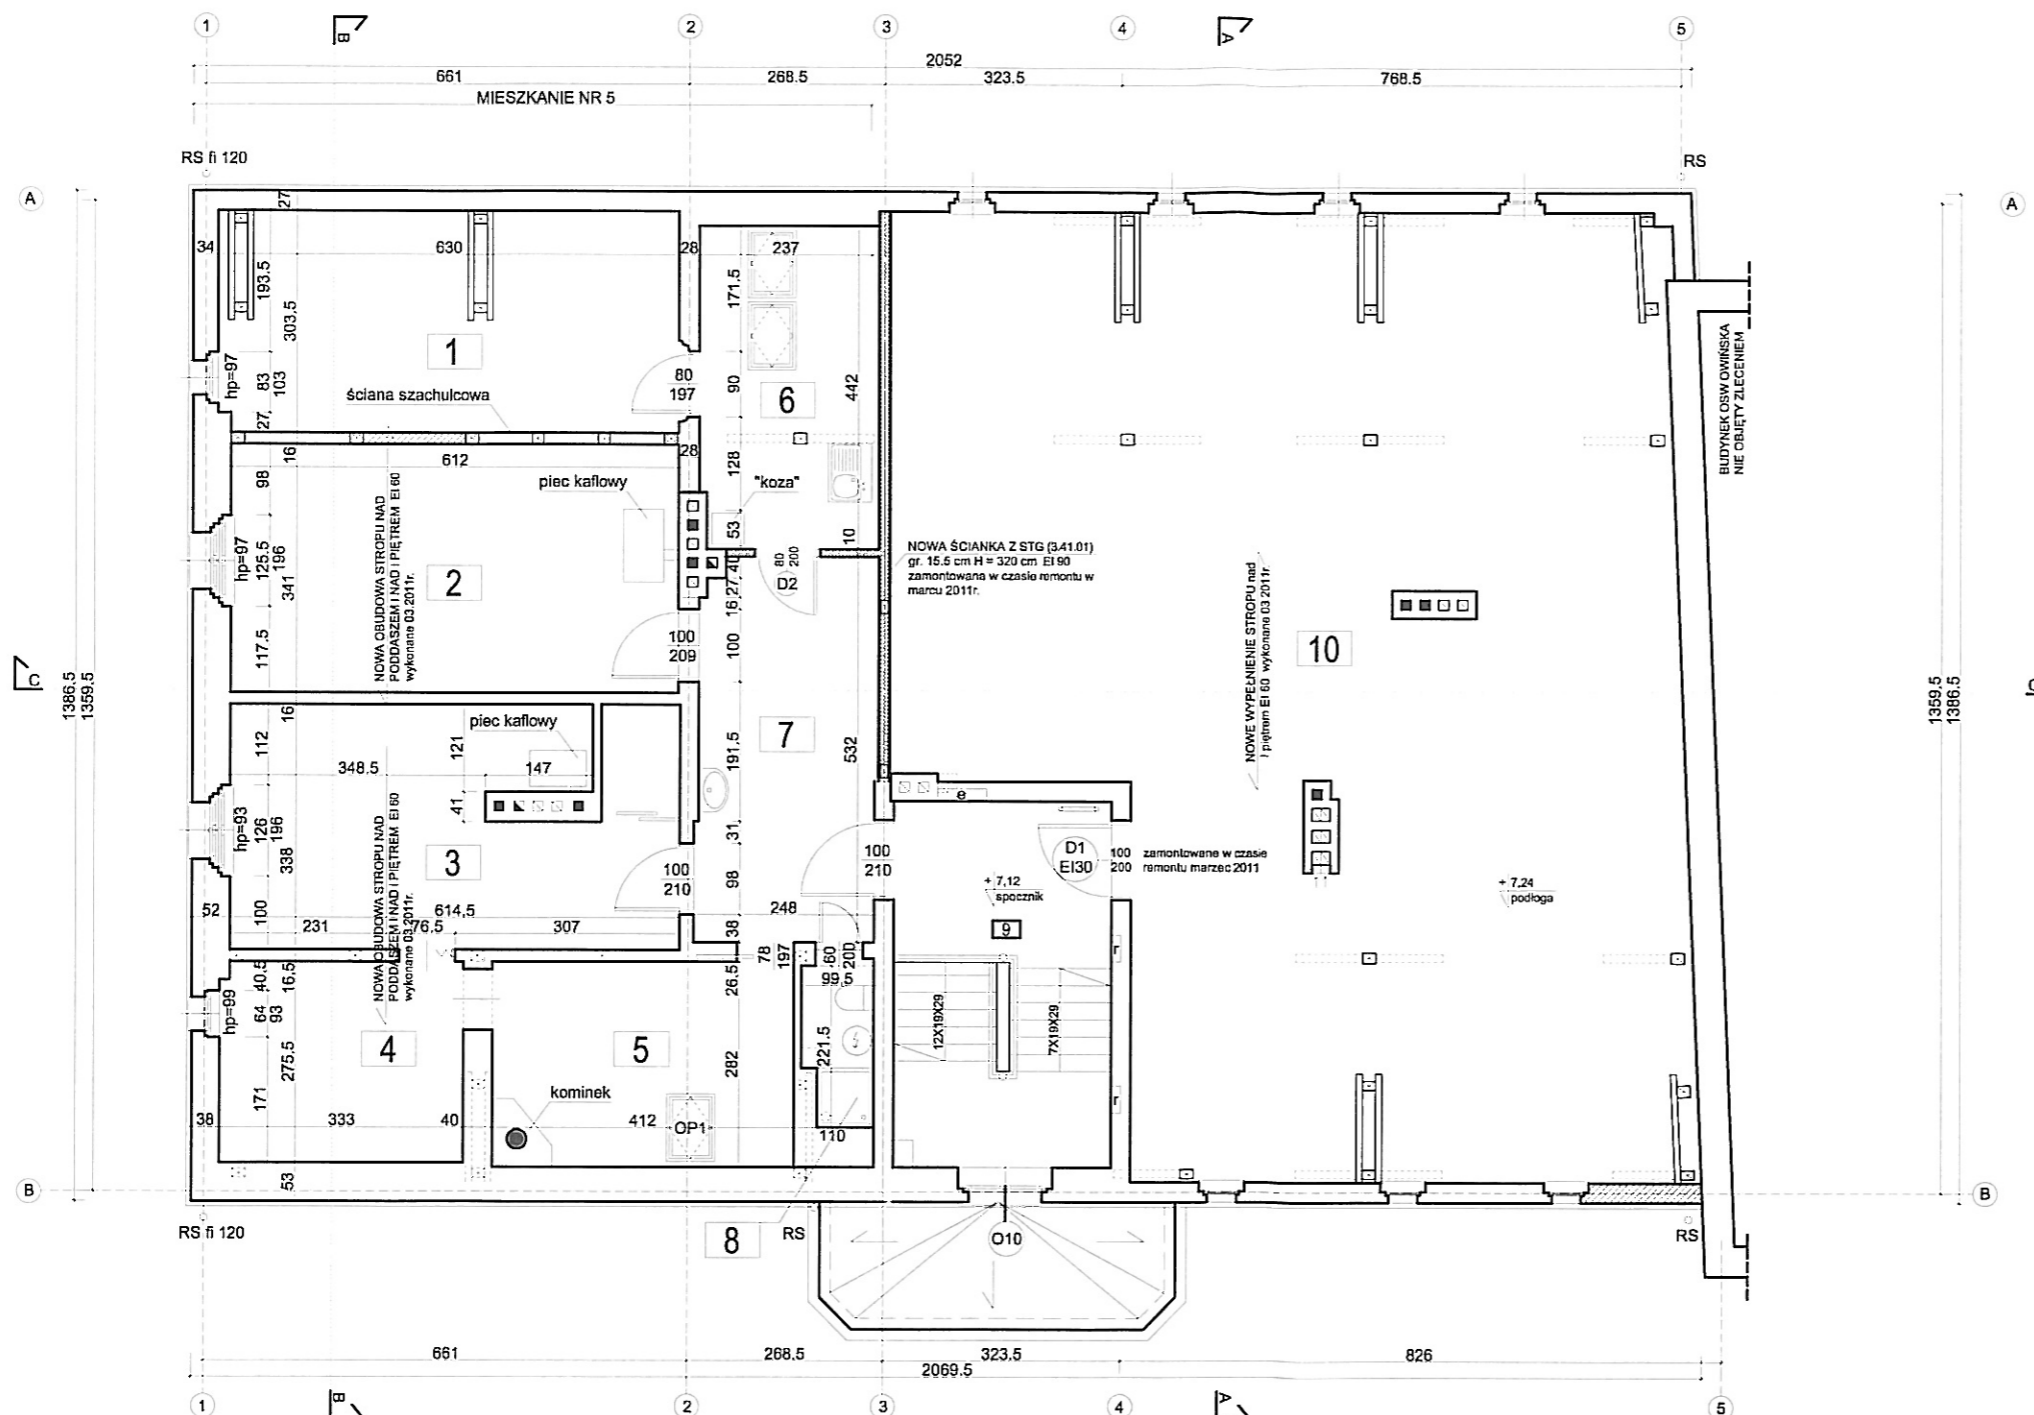 1
B
2
3
4
A
5
2052
661
268.5
323.5
768.5
MIESZKANIE NR 5
RS fi 120
RS
A
A
27
34
630
28
237
193.5
303.5
171.5
1
hp=97
83
103
27
80
197
90
6
442
ściana szachulcowa
16
98
612
28
128
piec kaflowy
"koza"
53
10
NOWA OBUDOWA STROPU NAD
PODDASZEM I NAD I PIĘTREM EI 60
wykonane 03.2011r.
hp=97
125.5
196
341
117.5
2
40
27
16
80
200
D2
100
209
100
NOWA ŚCIANKA Z STG (3.41.01)
gr. 15.5 cm H = 320 cm EI 90
zamontowana w czasie remontu w
marcu 2011r.
NOWE WYPEŁNIENIE STROPU nad
I piętrem EI 60 wykonane 03 2011r.
10
BUDYNEK OSW OWIŃSKA
NIE OBJĘTY ZLECENIEM
C
1386.5
1359.5
1359.5
1386.5
16
112
piec kaflowy
121
348.5
147
41
7
191.5
532
hp=93
126
196
338
100
3
NOWA OBUDOWA STROPU NAD
PODDASZEM I NAD I PIĘTREM EI 60
wykonane 03.2011r.
31
100
210
98
100
210
e
D1
EI30
100 zamontowane w czasie
200 remontu marzec 2011
+ 7,12
spocznik
+ 7,24
podłoga
52
614.5
231
76.5
307
248
38
78
197
60
200
99.5
9
r
40.5
16.5
hp=99
64
93
275.5
171
4
5
26.5
282
221.5
12X19X29
7X19X29
kominek
38
333
40
412
OP1
110
r
53
B
B
RS fi 120
8
RS
O10
RS
661
268.5
323.5
826
2069.5
1
B
2
3
4
A
5